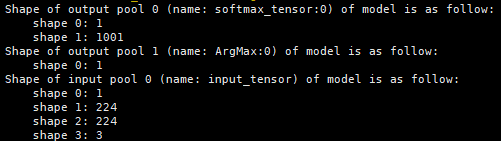 Shape of output pool 0 (name: softmax_tensor:0) of model is as follow:
shape 0: 1
shape 1: 1001
Shape of output pool 1 (name: ArgMax:0) of model is as follow:
shape 0: 1
Shape of input pool 0 (name: input_tensor) of model is as follow:
shape 0: 1
shape 1: 224
shape 2: 224
shape 3: 3